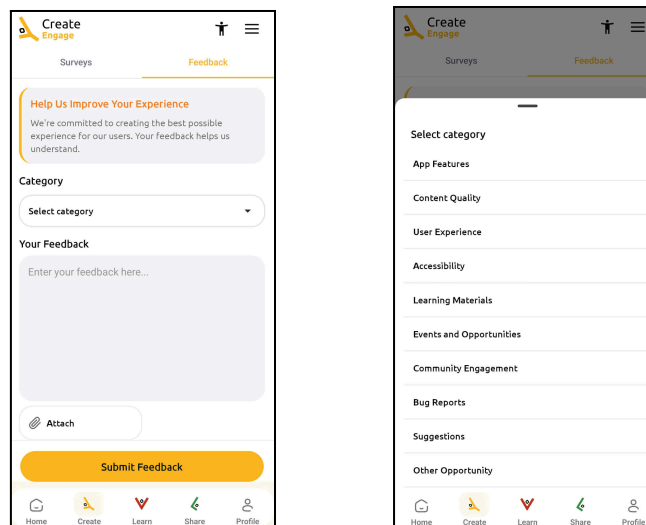 Create
Engage
Surveys
Feedback
Help Us Improve Your Experience
We're committed to creating the best possible
experience for our users. Your feedback helps us
understand.
Category
Select category
Your Feedback
Enter your feedback here...
Attach
Submit Feedback
Home
Create
Learn
Share
Profile
Create
Engage
Surveys
Feedback
Select category
App Features
Content Quality
User Experience
Accessibility
Learning Materials
Events and Opportunities
Community Engagement
Bug Reports
Suggestions
Other Opportunity
Home
Create
Learn
Share
Profile